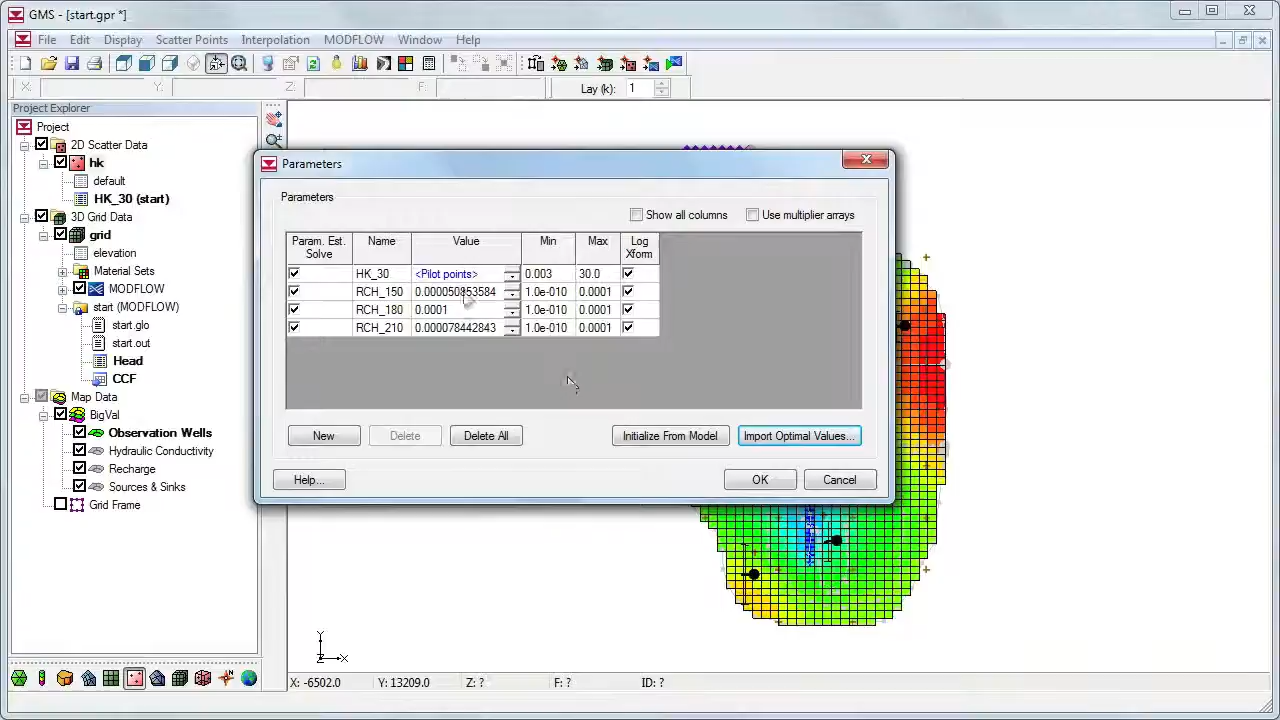 GMS - [start.gpr *]
File Edit Display Scatter Points Interpolation MODFLOW Window Help
X: Y: Z: F: Lay (k): 1
Project Explorer
Project
2D Scatter Data
hk
default
HK_30 (start)
3D Grid Data
grid
elevation
Material Sets
MODFLOW
start (MODFLOW)
start.glo
start.out
Head
CCF
Map Data
BigVal
Observation Wells
Hydraulic Conductivity
Recharge
Sources & Sinks
Grid Frame
Parameters
Parameters
Show all columns Use multiplier arrays
Param. Est. Solve Name Value Min Max Log Xform
HK_30 <Pilot points> 0.003 30.0
RCH_150 0.000050853584 1.0e-010 0.0001
RCH_180 0.0001 1.0e-010 0.0001
RCH_210 0.000078442843 1.0e-010 0.0001
New Delete Delete All Initialize From Model Import Optimal Values...
Help... OK Cancel
Y
Z X
X: -6502.0 Y: 13209.0 Z: ? F: ? ID: ?